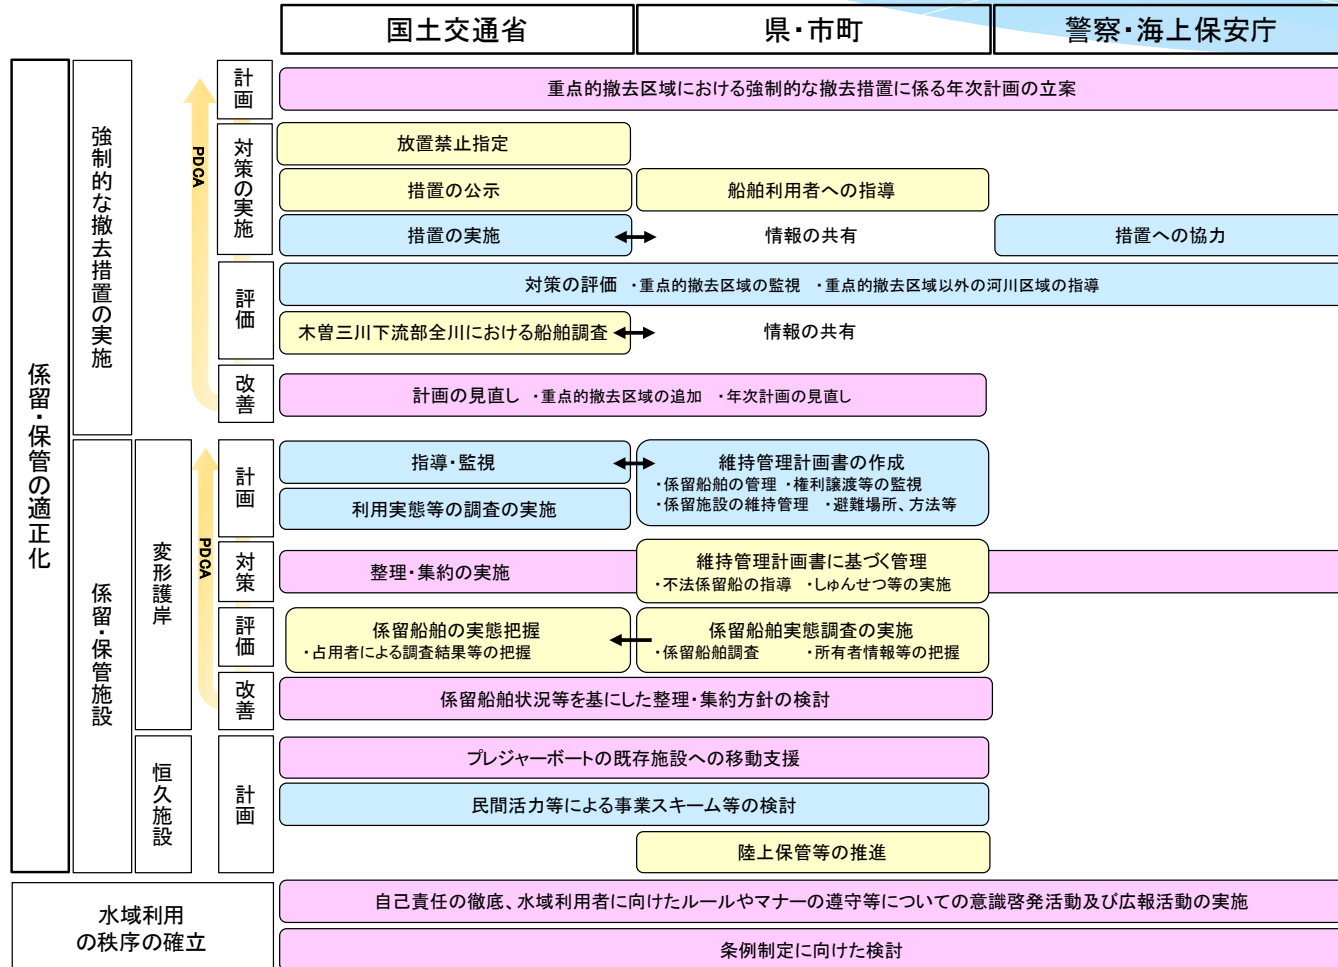 国土交通省
県・市町
警察・海上保安庁
係留・保管の適正化
強制的な撤去措置の実施
PDCA
計画
重点的撤去区域における強制的な撤去措置に係る年次計画の立案
対策の実施
放置禁止指定
措置の公示
船舶利用者への指導
措置の実施
情報の共有
措置への協力
評価
対策の評価 ・重点的撤去区域の監視 ・重点的撤去区域以外の河川区域の指導
木曽三川下流部全川における船舶調査
情報の共有
改善
計画の見直し ・重点的撤去区域の追加 ・年次計画の見直し
係留・保管施設
変形護岸
PDCA
計画
指導・監視
維持管理計画書の作成
・係留船舶の管理 ・権利譲渡等の監視
・係留施設の維持管理 ・避難場所、方法等
利用実態等の調査の実施
対策
整理・集約の実施
維持管理計画書に基づく管理
・不法係留船の指導 ・しゅんせつ等の実施
評価
係留船舶の実態把握
・占用者による調査結果等の把握
係留船舶実態調査の実施
・係留船舶調査 ・所有者情報等の把握
改善
係留船舶状況等を基にした整理・集約方針の検討
恒久施設
計画
プレジャーボートの既存施設への移動支援
民間活力等による事業スキーム等の検討
陸上保管等の推進
水域利用
の秩序の確立
自己責任の徹底、水域利用者に向けたルールやマナーの遵守等についての意識啓発活動及び広報活動の実施
条例制定に向けた検討